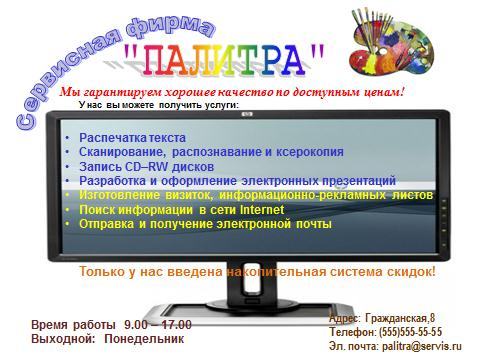 Сервисная фирма
"ПАЛИТРА"
Мы гарантируем хорошее качество по доступным ценам!
У нас вы можете получить услуги:
• Распечатка текста
• Сканирование, распознавание и ксерокопия
• Запись CD–RW дисков
• Разработка и оформление электронных презентаций
• Изготовление визиток, информационно-рекламных листов
• Поиск информации в сети Internet
• Отправка и получение электронной почты
Только у нас введена накопительная система скидок!
Время работы 9.00 – 17.00
Выходной: Понедельник
Адрес: Гражданская,8
Телефон: (555)555-55-55
Эл. почта: palitra@servis.ru